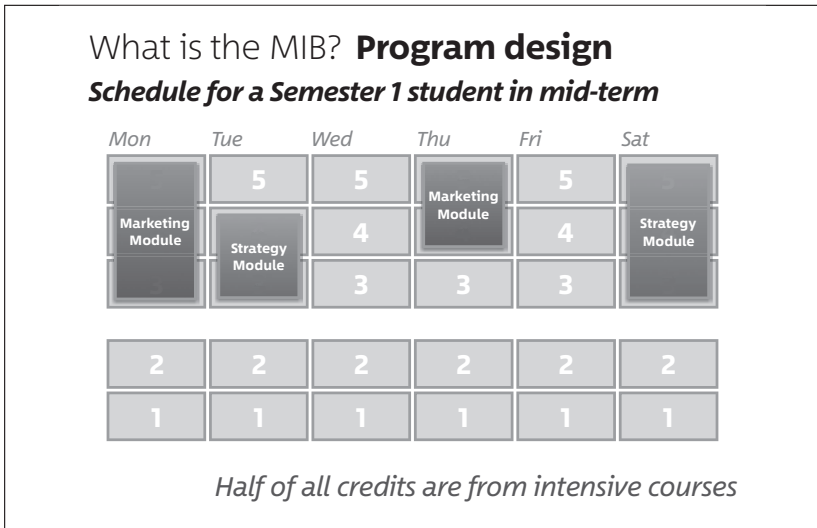 What is the MIB? Program design
Schedule for a Semester 1 student in mid-term
Mon Tue Wed Thu Fri Sat
5 5 5
Marketing
Module
Strategy
Module
4
Marketing
Module
4
Strategy
Module
3 3 3 3
2 2 2 2 2 2
1 1 1 1 1 1
Half of all credits are from intensive courses